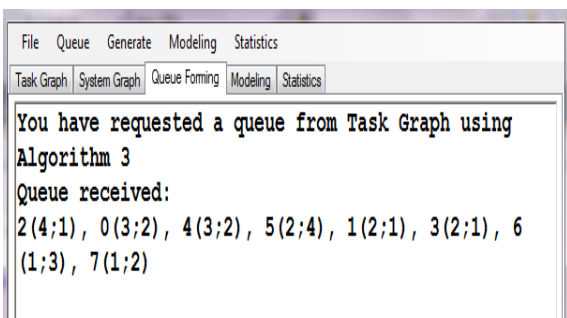 File Queue Generate Modeling Statistics
Task Graph System Graph Queue Forming Modeling Statistics
You have requested a queue from Task Graph using
Algorithm 3
Queue received:
2(4;1), 0(3;2), 4(3;2), 5(2;4), 1(2;1), 3(2;1), 6
(1;3), 7(1;2)